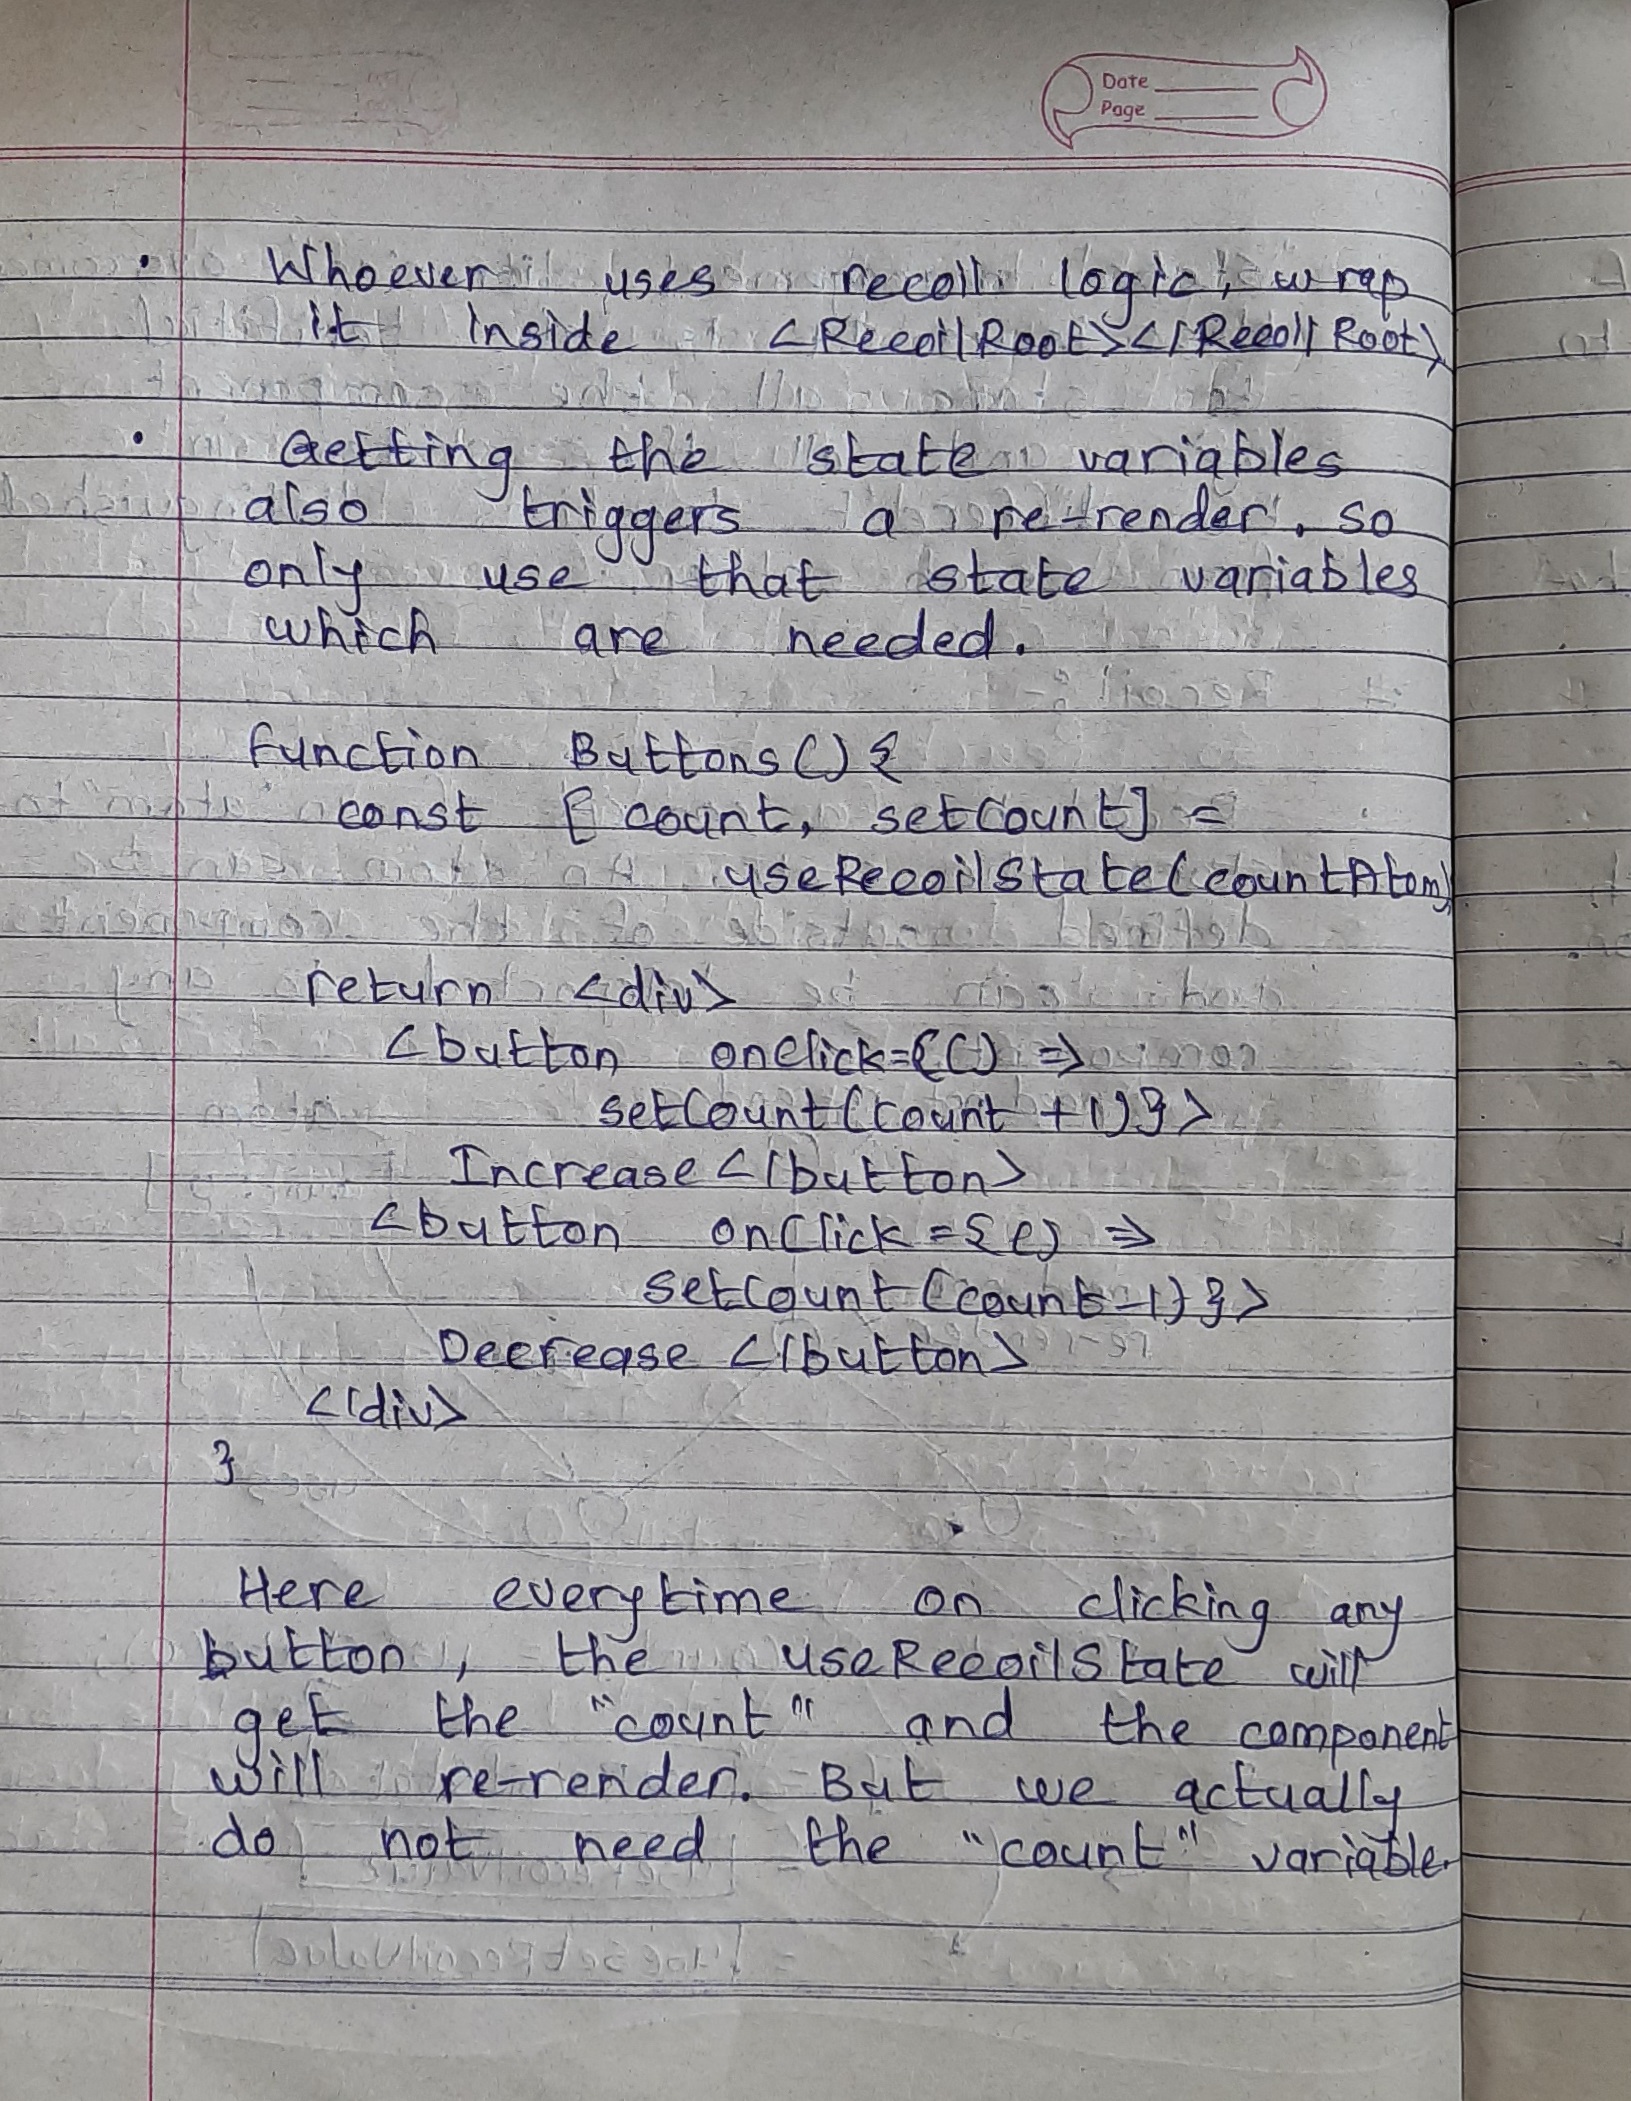 Date
Page
• Whoever uses recoil logic, wrap
it inside <RecoilRoot></RecoilRoot>
• Getting the state variables
also triggers a re-render, so
only use that state variables
which are needed.
function Buttons() {
const [count, setCount] =
useRecoilState(countAtom)
return <div>
<button onClick={() =>
setCount(count +1)}>
Increase </button>
<button onClick={() =>
setCount(count-1)}>
Decrease </button>
</div>
}
Here everytime on clicking any
button, the useRecoilState will
get the "count" and the component
will re-render. But we actually
do not need the "count" variable.